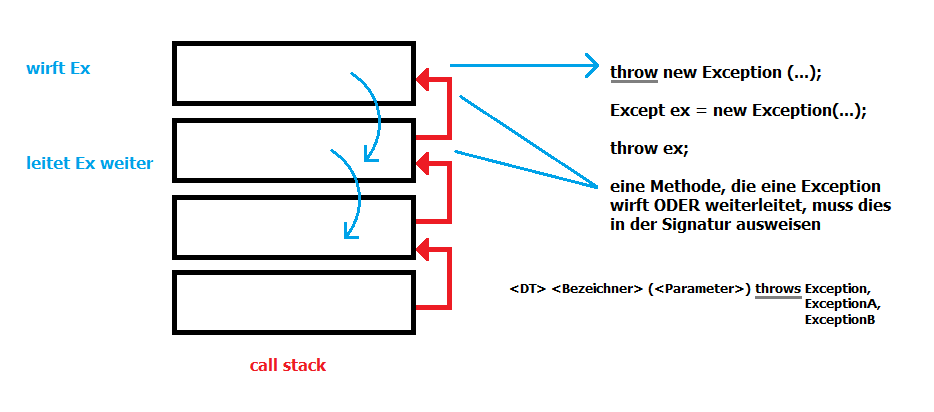 wirft Ex
leitet Ex weiter
throw new Exception (...);
Except ex = new Exception(...);
throw ex;
eine Methode, die eine Exception
wirft ODER weiterleitet, muss dies
in der Signatur ausweisen
<DT> <Bezeichner> (<Parameter>) throws Exception,
ExceptionA,
ExceptionB
call stack